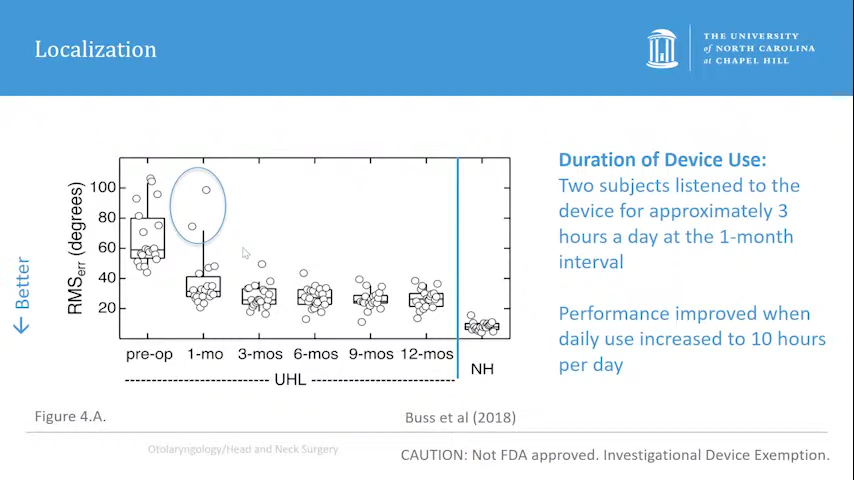 Localization
THE UNIVERSITY
of NORTH CAROLINA
at CHAPEL HILL
Duration of Device Use:
Two subjects listened to the
device for approximately 3
hours a day at the 1-month
interval
Performance improved when
daily use increased to 10 hours
per day
← Better
RMSerr (degrees)
100
80
60
40
20
pre-op 1-mo 3-mos 6-mos 9-mos 12-mos
NH
UHL
Figure 4.A.
Buss et al (2018)
Otolaryngology/Head and Neck Surgery
CAUTION: Not FDA approved. Investigational Device Exemption.